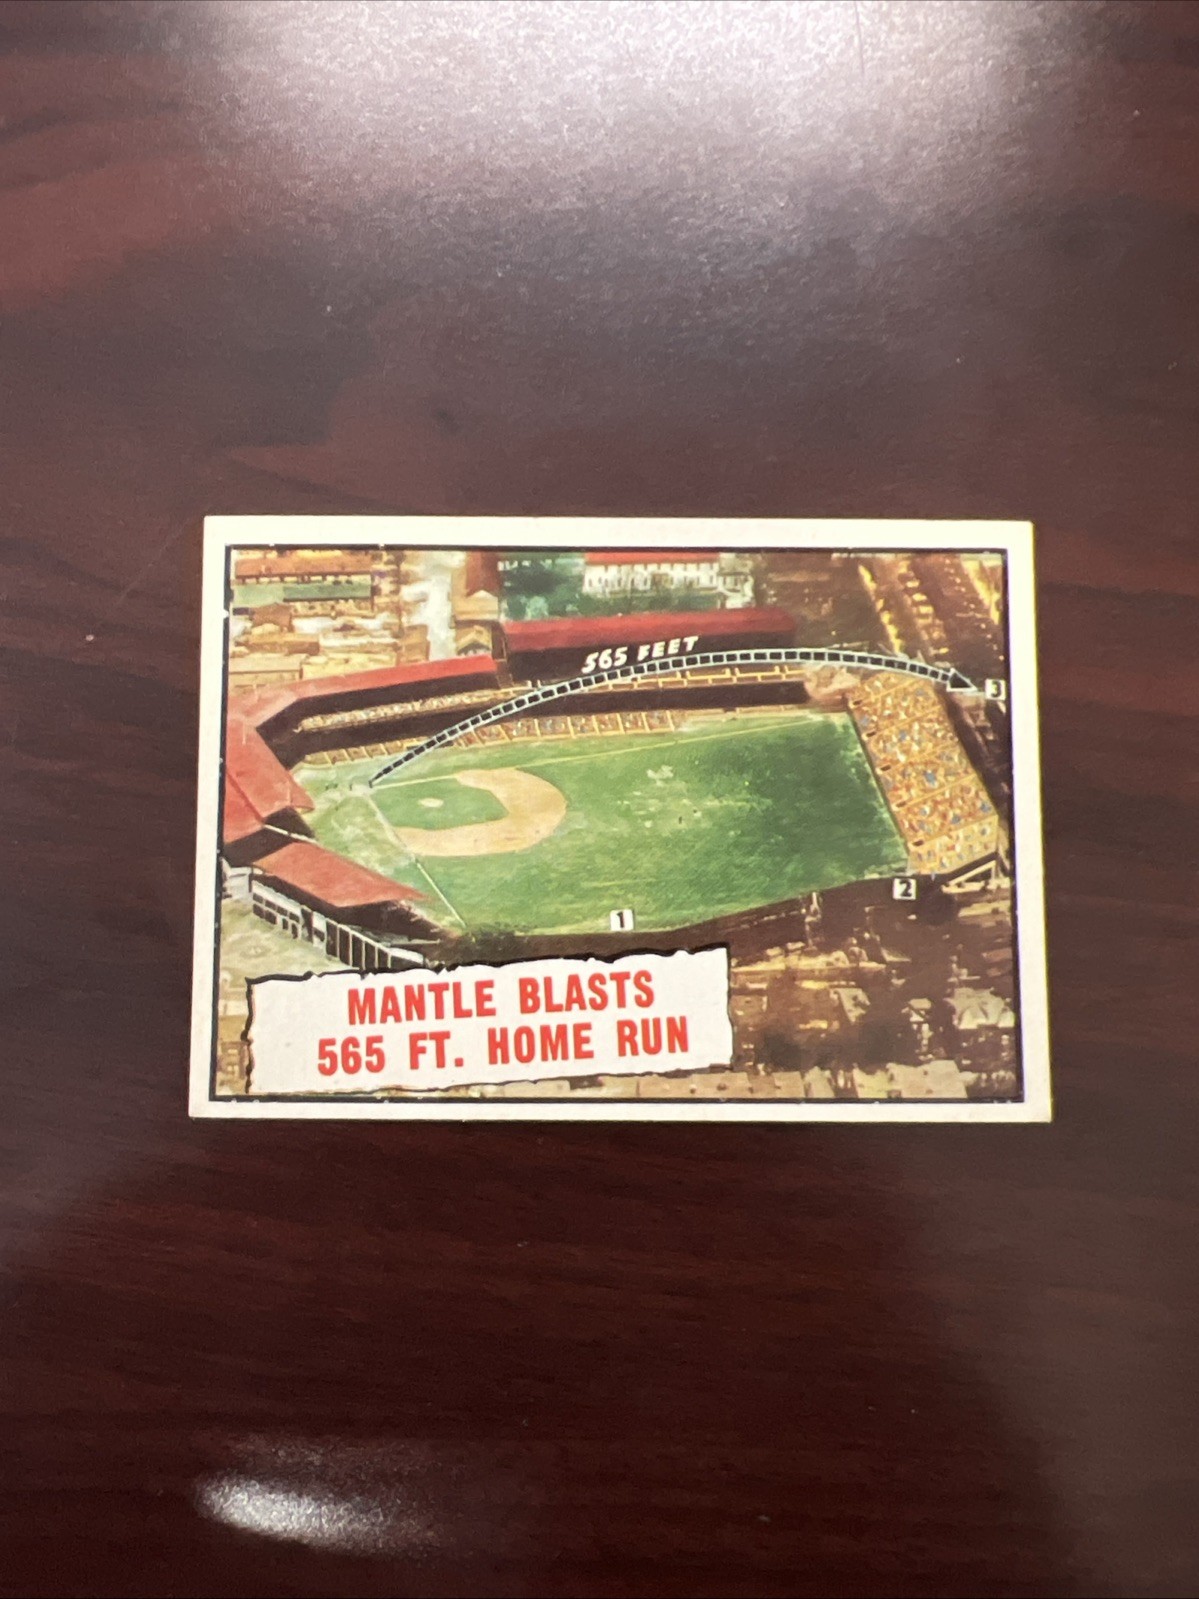 565 FEET
3
2
1
MANTLE BLASTS
565 FT. HOME RUN